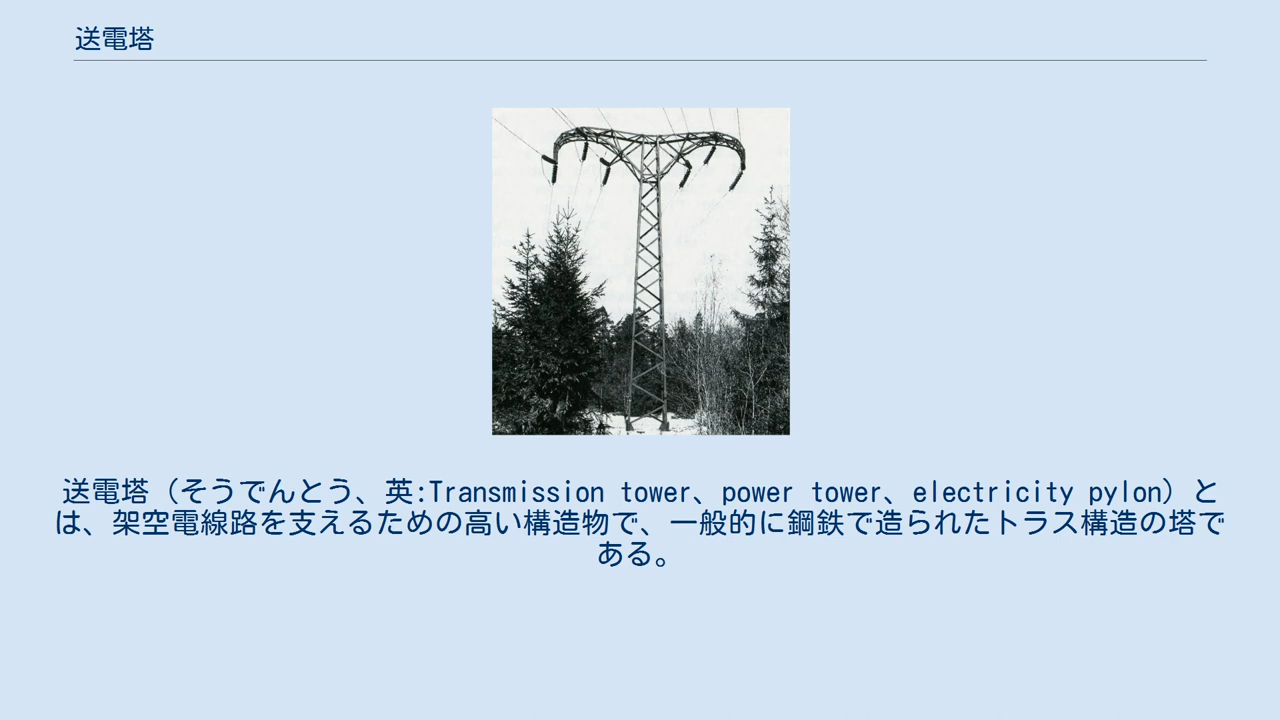 送電塔
送電塔（そうでんとう、英:Transmission tower、power tower、electricity pylon）と
は、架空電線路を支えるための高い構造物で、一般的に鋼鉄で造られたトラス構造の塔で
ある。